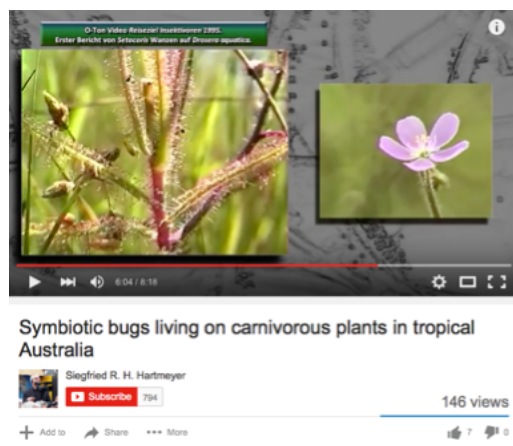 O-Ton Video Reiseziel Insektivoren 1995.
Erster Bericht von Setocoris Wanzen auf Drosera aquatica.
6:04 / 8:18
Symbiotic bugs living on carnivorous plants in tropical
Australia
Siegfried R. H. Hartmeyer
Subscribe 794
146 views
Add to Share More 7 0